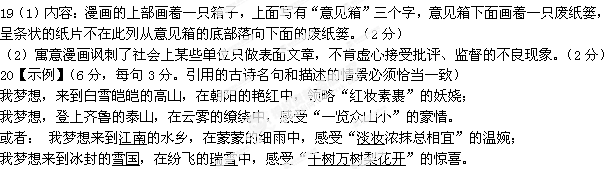 19（1）内容：漫画的上部画着一只箱子，上面写有“意见箱”三个字，意见箱下面画着一只废纸篓，
呈条状的纸片不在此列从意见箱的底部落向下面的废纸篓。（2分）
（2）寓意漫画讽刺了社会上某些单位只做表面文章，不肯虚心接受批评、监督的不良现象。（2分）
20【示例】（6分，每句3分。引用的古诗名句和描述的情景必须恰当一致）
我梦想，来到白雪皑皑的高山，在朝阳的艳红中，领略“红妆素裹”的妖娆；
我梦想，登上齐鲁的泰山，在云雾的缭绕中，感受“一览众山小”的豪情。
或者： 我梦想来到江南的水乡，在蒙蒙的细雨中，感受“淡妆浓抹总相宜”的温婉；
我梦想来到冰封的雪国，在纷飞的瑞雪中，感受“千树万树梨花开”的惊喜。